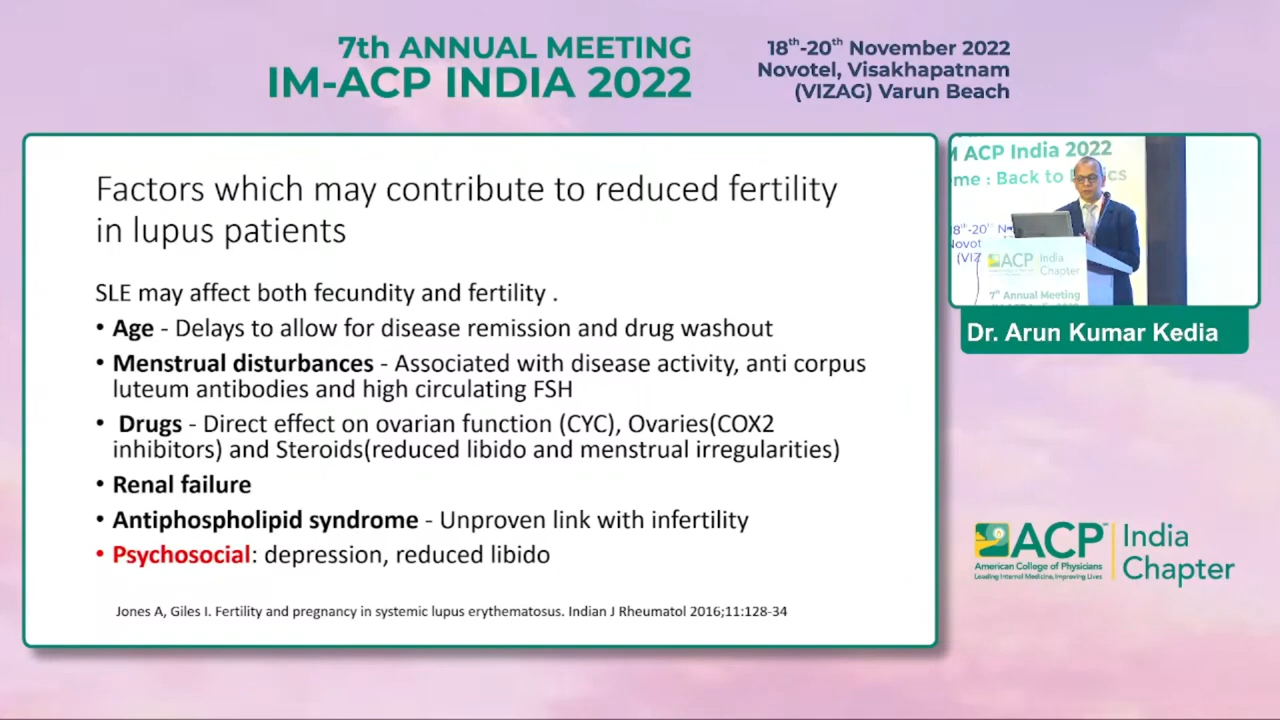 7th ANNUAL MEETING
IM-ACP INDIA 2022
18th-20th November 2022
Novotel, Visakhapatnam
(VIZAG) Varun Beach
Factors which may contribute to reduced fertility
in lupus patients
SLE may affect both fecundity and fertility .
• Age - Delays to allow for disease remission and drug washout
• Menstrual disturbances - Associated with disease activity, anti corpus
luteum antibodies and high circulating FSH
• Drugs - Direct effect on ovarian function (CYC), Ovaries(COX2
inhibitors) and Steroids(reduced libido and menstrual irregularities)
• Renal failure
• Antiphospholipid syndrome - Unproven link with infertility
• Psychosocial: depression, reduced libido
Jones A, Giles I. Fertility and pregnancy in systemic lupus erythematosus. Indian J Rheumatol 2016;11:128-34
M ACP India 2022
me : Back to
cs
8th-20th N
Novot
(VIZ
ACP India
Chapter
7th Annual Meeting
Dr. Arun Kumar Kedia
ACP™ India
Chapter
American College of Physicians
Leading Internal Medicine, Improving Lives